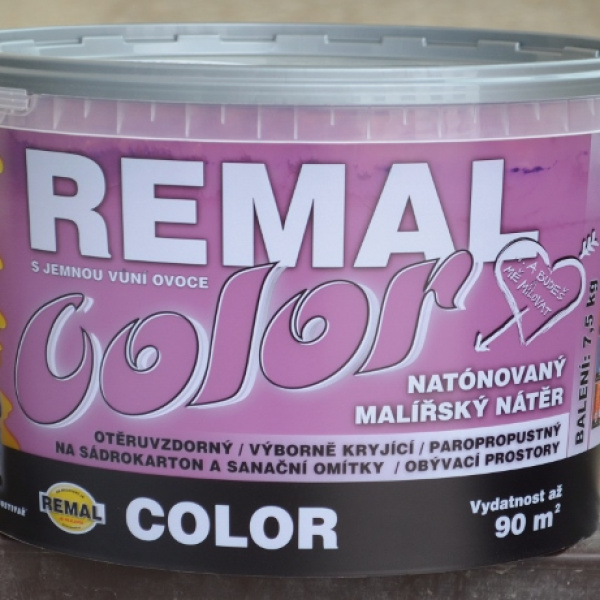 REMAL
S JEMNOU VŮNÍ OVOCE
Color
...A BUDEŠ
MĚ MILOVAT
NATÓNOVANÝ
MALÍŘSKÝ NÁTĚR
BALENÍ: 7,5 kg
OTĚRUVZDORNÝ / VÝBORNĚ KRYJÍCÍ / PAROPROPUSTNÝ
NA SÁDROKARTON A SANAČNÍ OMÍTKY / OBÝVACÍ PROSTORY
REMAL
COLOR
Vydatnost až
90 m²